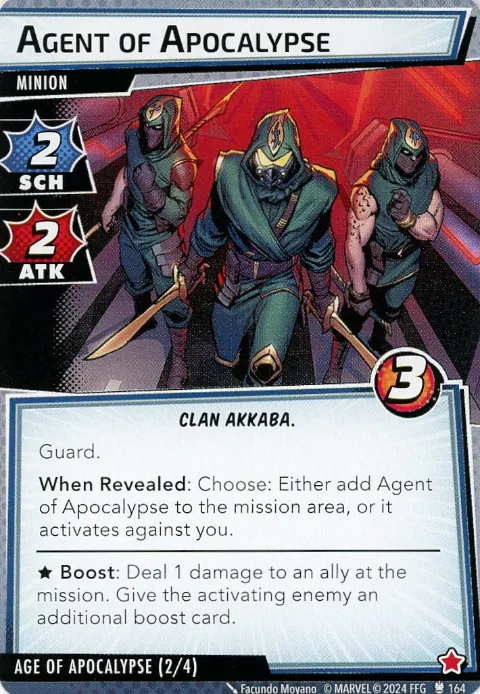 AGENT OF APOCALYPSE
MINION
2
SCH
2
ATK
3
CLAN AKKABA.
Guard.
When Revealed: Choose: Either add Agent
of Apocalypse to the mission area, or it
activates against you.
★ Boost: Deal 1 damage to an ally at the
mission. Give the activating enemy an
additional boost card.
AGE OF APOCALYPSE (2/4)
Facundo Moyano © MARVEL © 2024 FFG 164